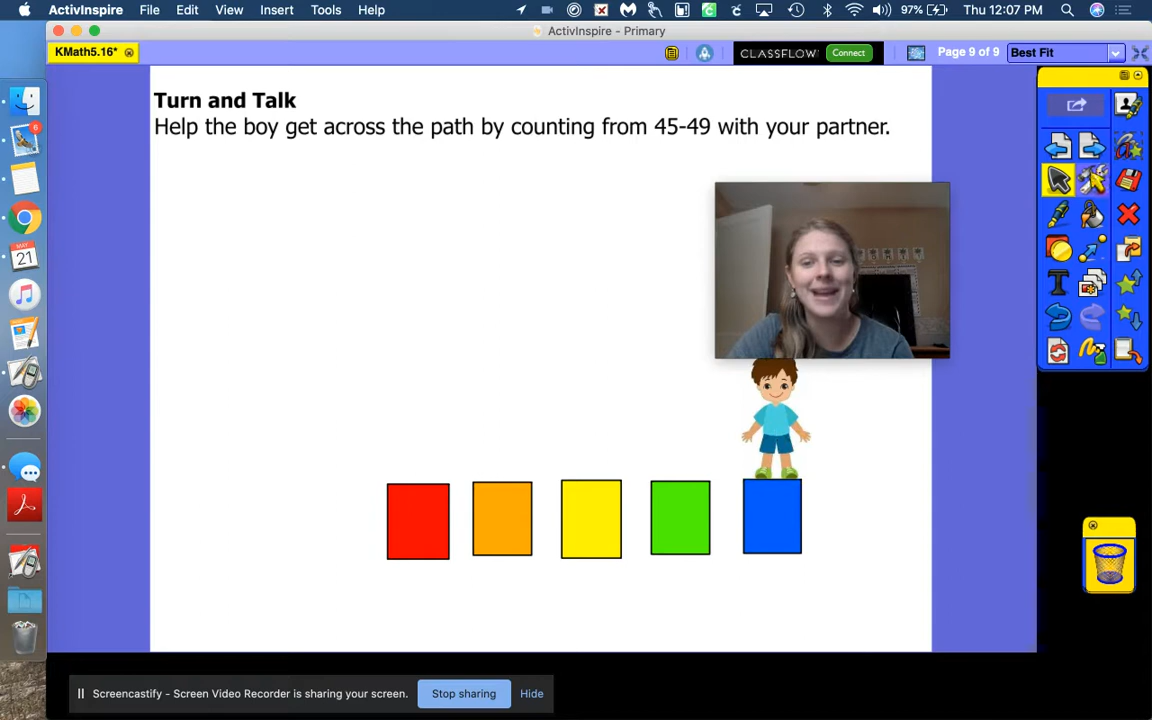 ActivInspire File Edit View Insert Tools Help 97% Thu 12:07 PM
ActivInspire - Primary
KMath5.16* CLASSFLOW Connect Page 9 of 9 Best Fit
Turn and Talk
Help the boy get across the path by counting from 45-49 with your partner.
6
MAY
21
T
Screencastify - Screen Video Recorder is sharing your screen. Stop sharing Hide